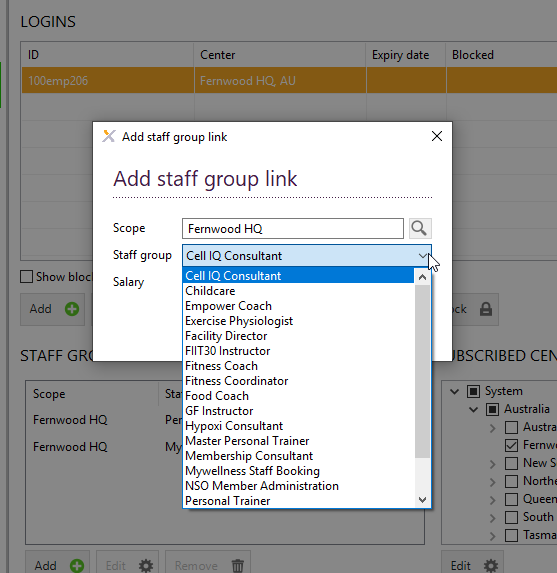 LOGINS
ID Center Expiry date Blocked
100emp206 Fernwood HQ, AU
Add staff group link
Add staff group link
Scope Fernwood HQ
Staff group Cell IQ Consultant
Salary
Cell IQ Consultant
Childcare
Empower Coach
Exercise Physiologist
Facility Director
FIIT30 Instructor
Fitness Coach
Fitness Coordinator
Food Coach
GF Instructor
Hypoxi Consultant
Master Personal Trainer
Membership Consultant
Mywellness Staff Booking
NSO Member Administration
Personal Trainer
Show block
Add ock
STAFF GRO UBSCRIBED CEN
Scope Sta
Fernwood HQ Per
Fernwood HQ My
System
Australia
Austra
Fernwo
New S
Northe
Queen
South
Tasma
Add Edit Remove Edit